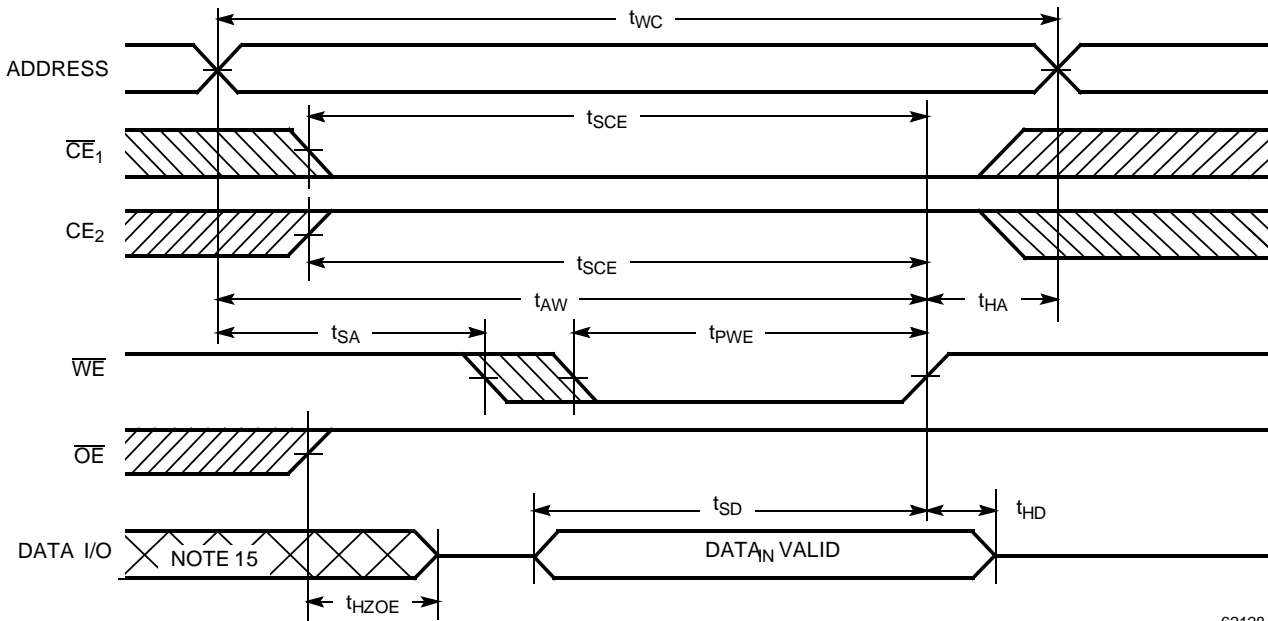 tWC
ADDRESS
tSCE
CE1
CE2
tSCE
tAW
tHA
tSA
tPWE
WE
OE
tSD
tHD
DATA I/O
NOTE 15
DATAIN VALID
tHZOE